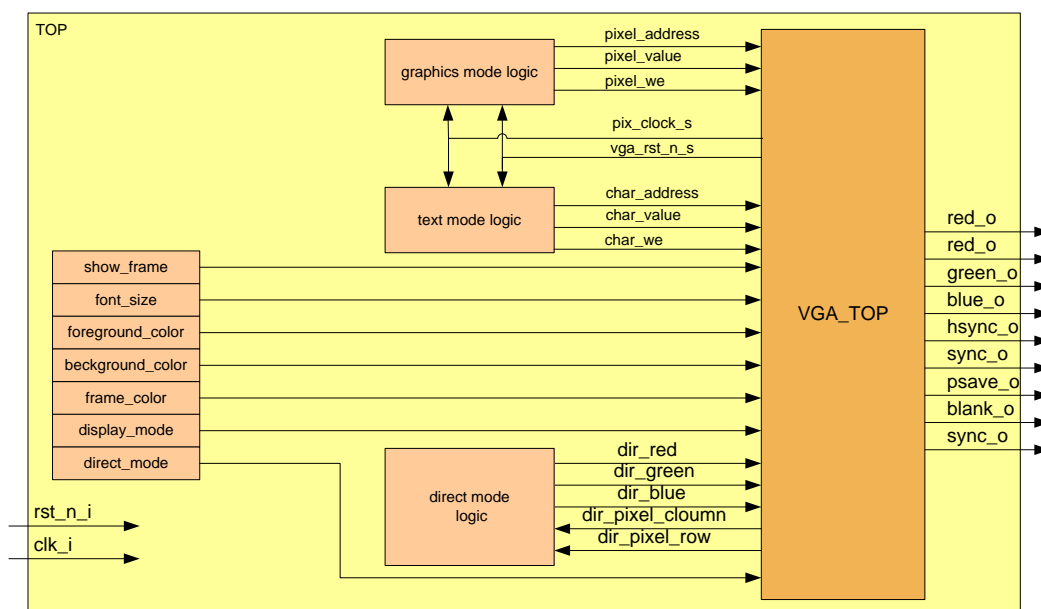 TOP
graphics mode logic
pixel_address
pixel_value
pixel_we
pix_clock_s
vga_rst_n_s
text mode logic
char_address
char_value
char_we
show_frame
font_size
foreground_color
beckground_color
frame_color
display_mode
direct_mode
rst_n_i
clk_i
direct mode
logic
dir_red
dir_green
dir_blue
dir_pixel_cloumn
dir_pixel_row
VGA_TOP
red_o
red_o
green_o
blue_o
hsync_o
sync_o
psave_o
blank_o
sync_o